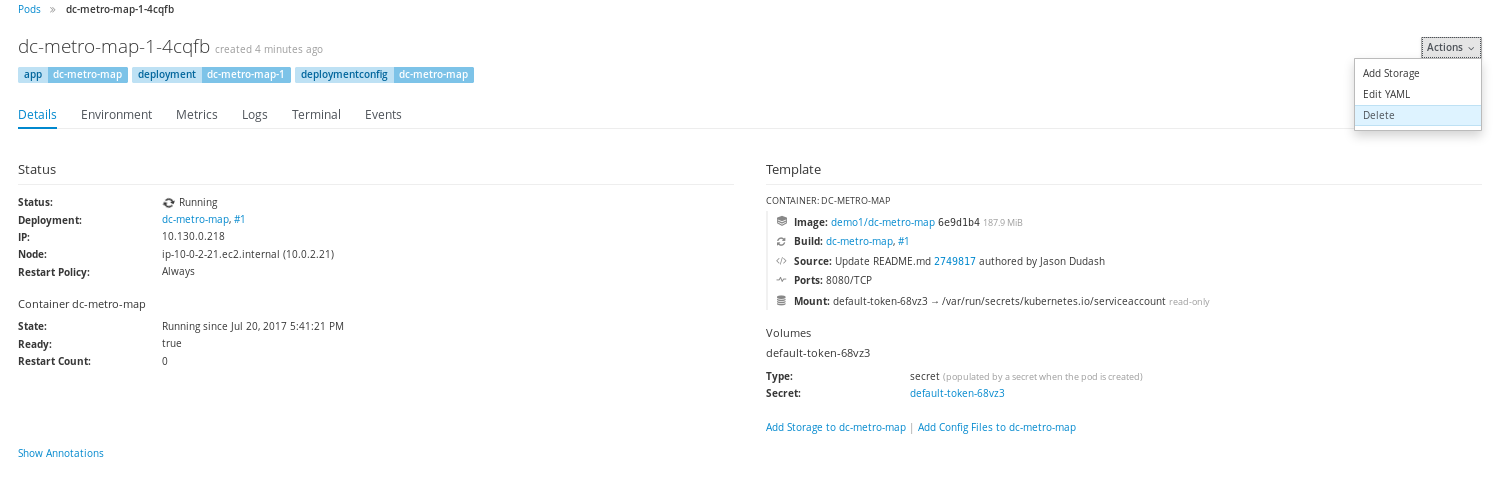 Pods » dc-metro-map-1-4cqfb
dc-metro-map-1-4cqfb created 4 minutes ago
Actions
app dc-metro-map deployment dc-metro-map-1 deploymentconfig dc-metro-map
Add Storage
Edit YAML
Delete
Details Environment Metrics Logs Terminal Events
Status
Status: Running
Deployment: dc-metro-map, #1
IP: 10.130.0.218
Node: ip-10-0-2-21.ec2.internal (10.0.2.21)
Restart Policy: Always
Container dc-metro-map
State: Running since Jul 20, 2017 5:41:21 PM
Ready: true
Restart Count: 0
Show Annotations
Template
CONTAINER: DC-METRO-MAP
Image: demo1/dc-metro-map 6e9d1b4 187.9 MiB
Build: dc-metro-map, #1
Source: Update README.md 2749817 authored by Jason Dudash
Ports: 8080/TCP
Mount: default-token-68vz3 → /var/run/secrets/kubernetes.io/serviceaccount read-only
Volumes
default-token-68vz3
Type: secret (populated by a secret when the pod is created)
Secret: default-token-68vz3
Add Storage to dc-metro-map | Add Config Files to dc-metro-map